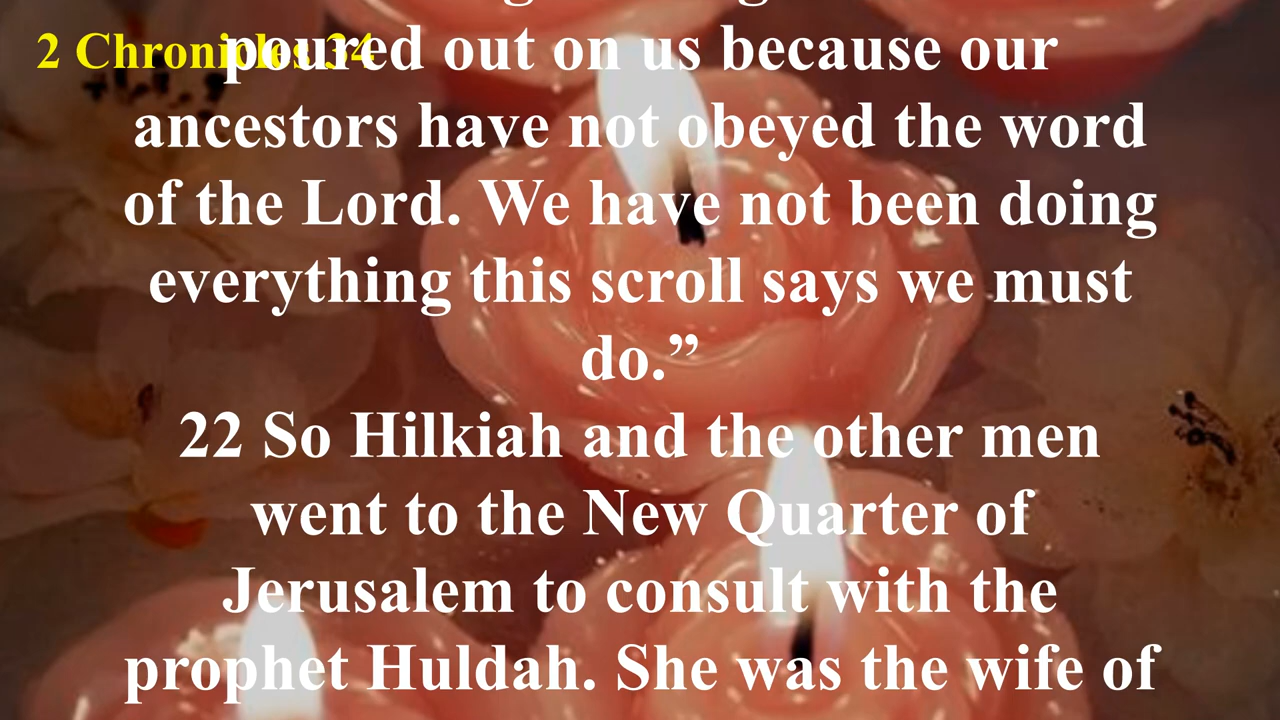 2 Chronicles 34
poured out on us because our
ancestors have not obeyed the word
of the Lord. We have not been doing
everything this scroll says we must
do.”
22 So Hilkiah and the other men
went to the New Quarter of
Jerusalem to consult with the
prophet Huldah. She was the wife of